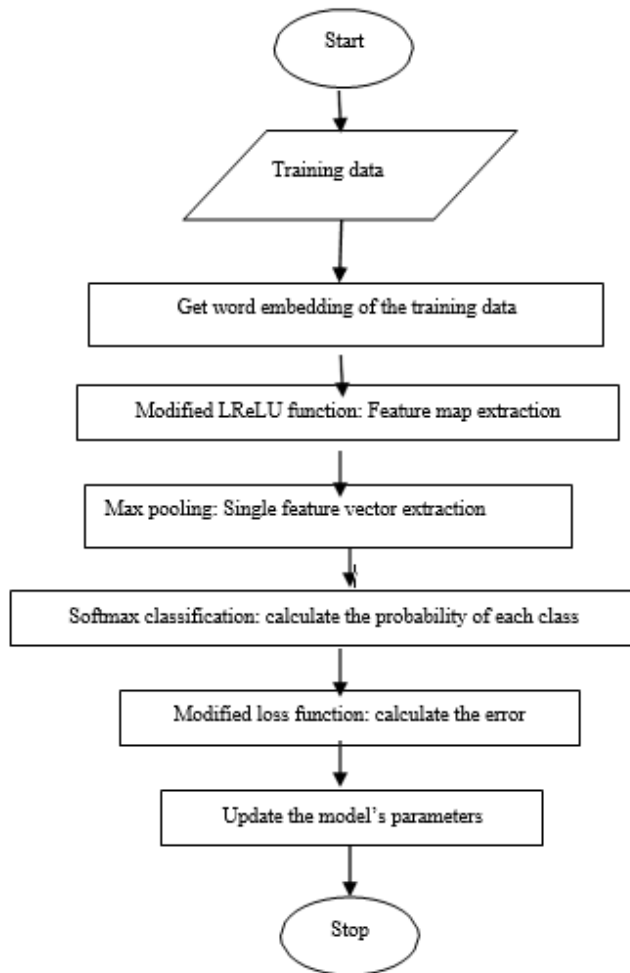 Start
Training data
Get word embedding of the training data
Modified LReLU function: Feature map extraction
Max pooling: Single feature vector extraction
Softmax classification: calculate the probability of each class
Modified loss function: calculate the error
Update the model’s parameters
Stop